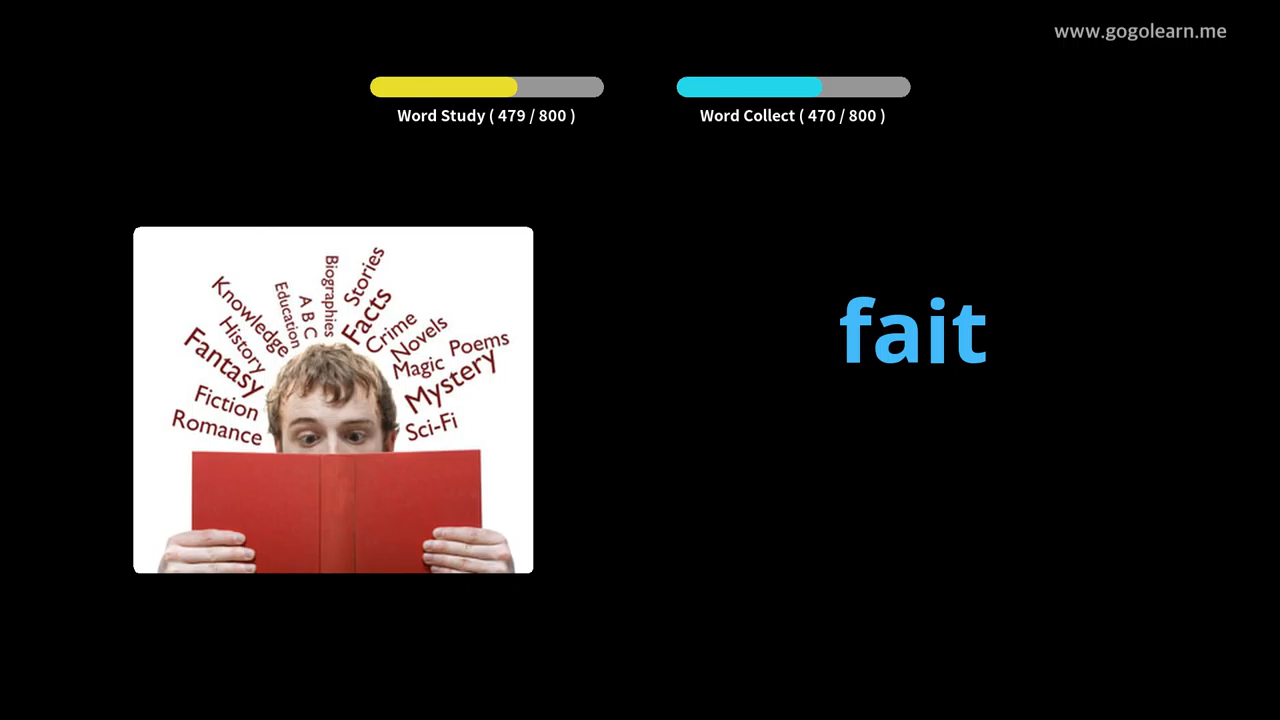 www.gogolearn.me
Word Study ( 479 / 800 )
Word Collect ( 470 / 800 )
fait
Knowledge
Education
A B C
Biographies
Stories
Facts
History
Crime
Novels
Poems
Fantasy
Magic
Mystery
Fiction
Romance
Sci-Fi